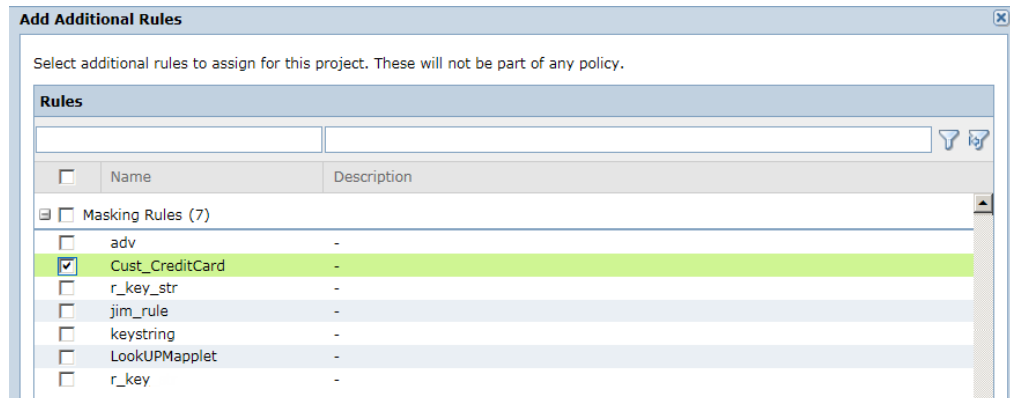 Add Additional Rules
Select additional rules to assign for this project. These will not be part of any policy.
Rules
Name Description
Masking Rules (7)
adv -
Cust_CreditCard -
r_key_str -
jim_rule -
keystring -
LookUPMapplet -
r_key -